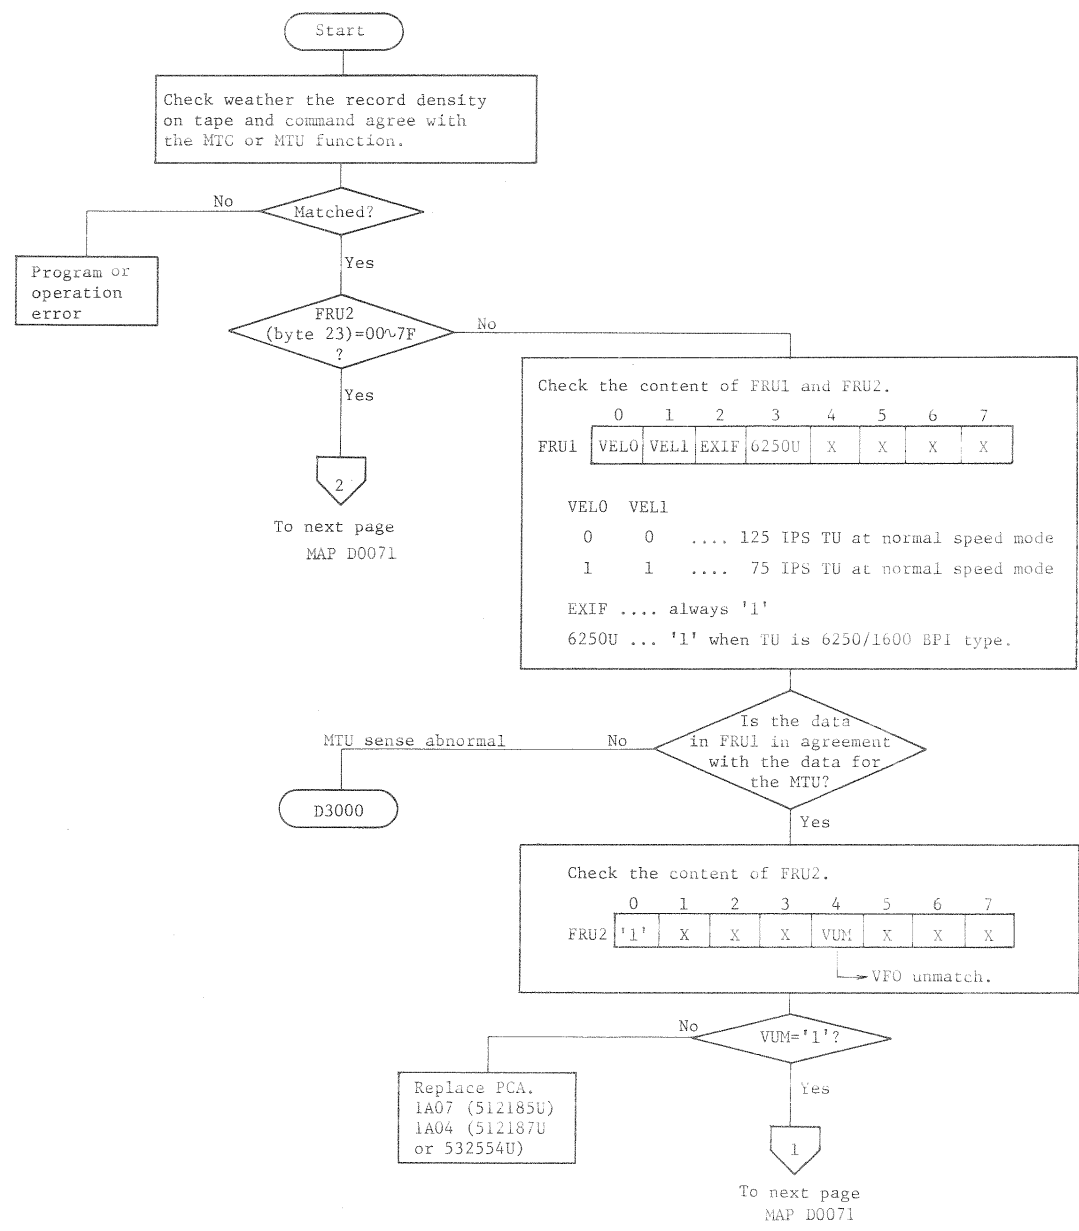 Start
Check weather the record density
on tape and command agree with
the MTC or MTU function.
No
Matched?
Yes
Program or
operation
error
FRU2
(byte 23)=00~7F
?
No
Yes
2
To next page
MAP D0071
Check the content of FRU1 and FRU2.
0 1 2 3 4 5 6 7
FRU1 VEL0 VEL1 EXIF 6250U X X X X
VEL0 VEL1
0 0 .... 125 IPS TU at normal speed mode
1 1 .... 75 IPS TU at normal speed mode
EXIF .... always '1'
6250U ... '1' when TU is 6250/1600 BPI type.
Is the data
in FRU1 in agreement
with the data for
the MTU?
MTU sense abnormal No
D3000
Yes
Check the content of FRU2.
0 1 2 3 4 5 6 7
FRU2 '1' X X X VUM X X X
VFO unmatch.
No
VUM='1'?
Yes
Replace PCA.
1A07 (512185U)
1A04 (512187U
or 532554U)
1
To next page
MAP D0071